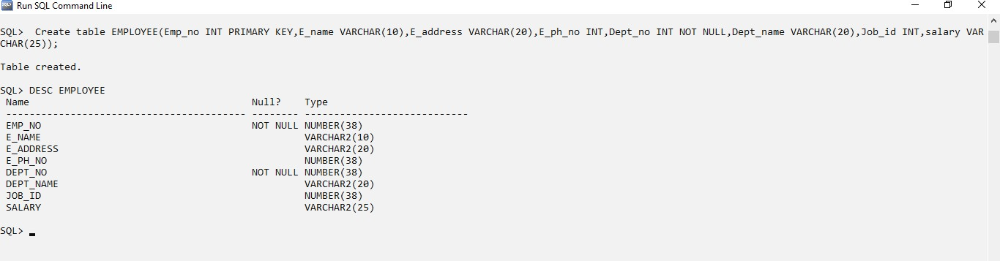 Run SQL Command Line
SQL>  Create table EMPLOYEE(Emp_no INT PRIMARY KEY,E_name VARCHAR(10),E_address VARCHAR(20),E_ph_no INT,Dept_no INT NOT NULL,Dept_name VARCHAR(20),Job_id INT,salary VAR
CHAR(25));
Table created.
SQL> DESC EMPLOYEE
 Name                                      Null?    Type
 ----------------------------------------- -------- ----------------------------
 EMP_NO                                    NOT NULL NUMBER(38)
 E_NAME                                             VARCHAR2(10)
 E_ADDRESS                                          VARCHAR2(20)
 E_PH_NO                                            NUMBER(38)
 DEPT_NO                                   NOT NULL NUMBER(38)
 DEPT_NAME                                          VARCHAR2(20)
 JOB_ID                                             NUMBER(38)
 SALARY                                             VARCHAR2(25)
SQL>